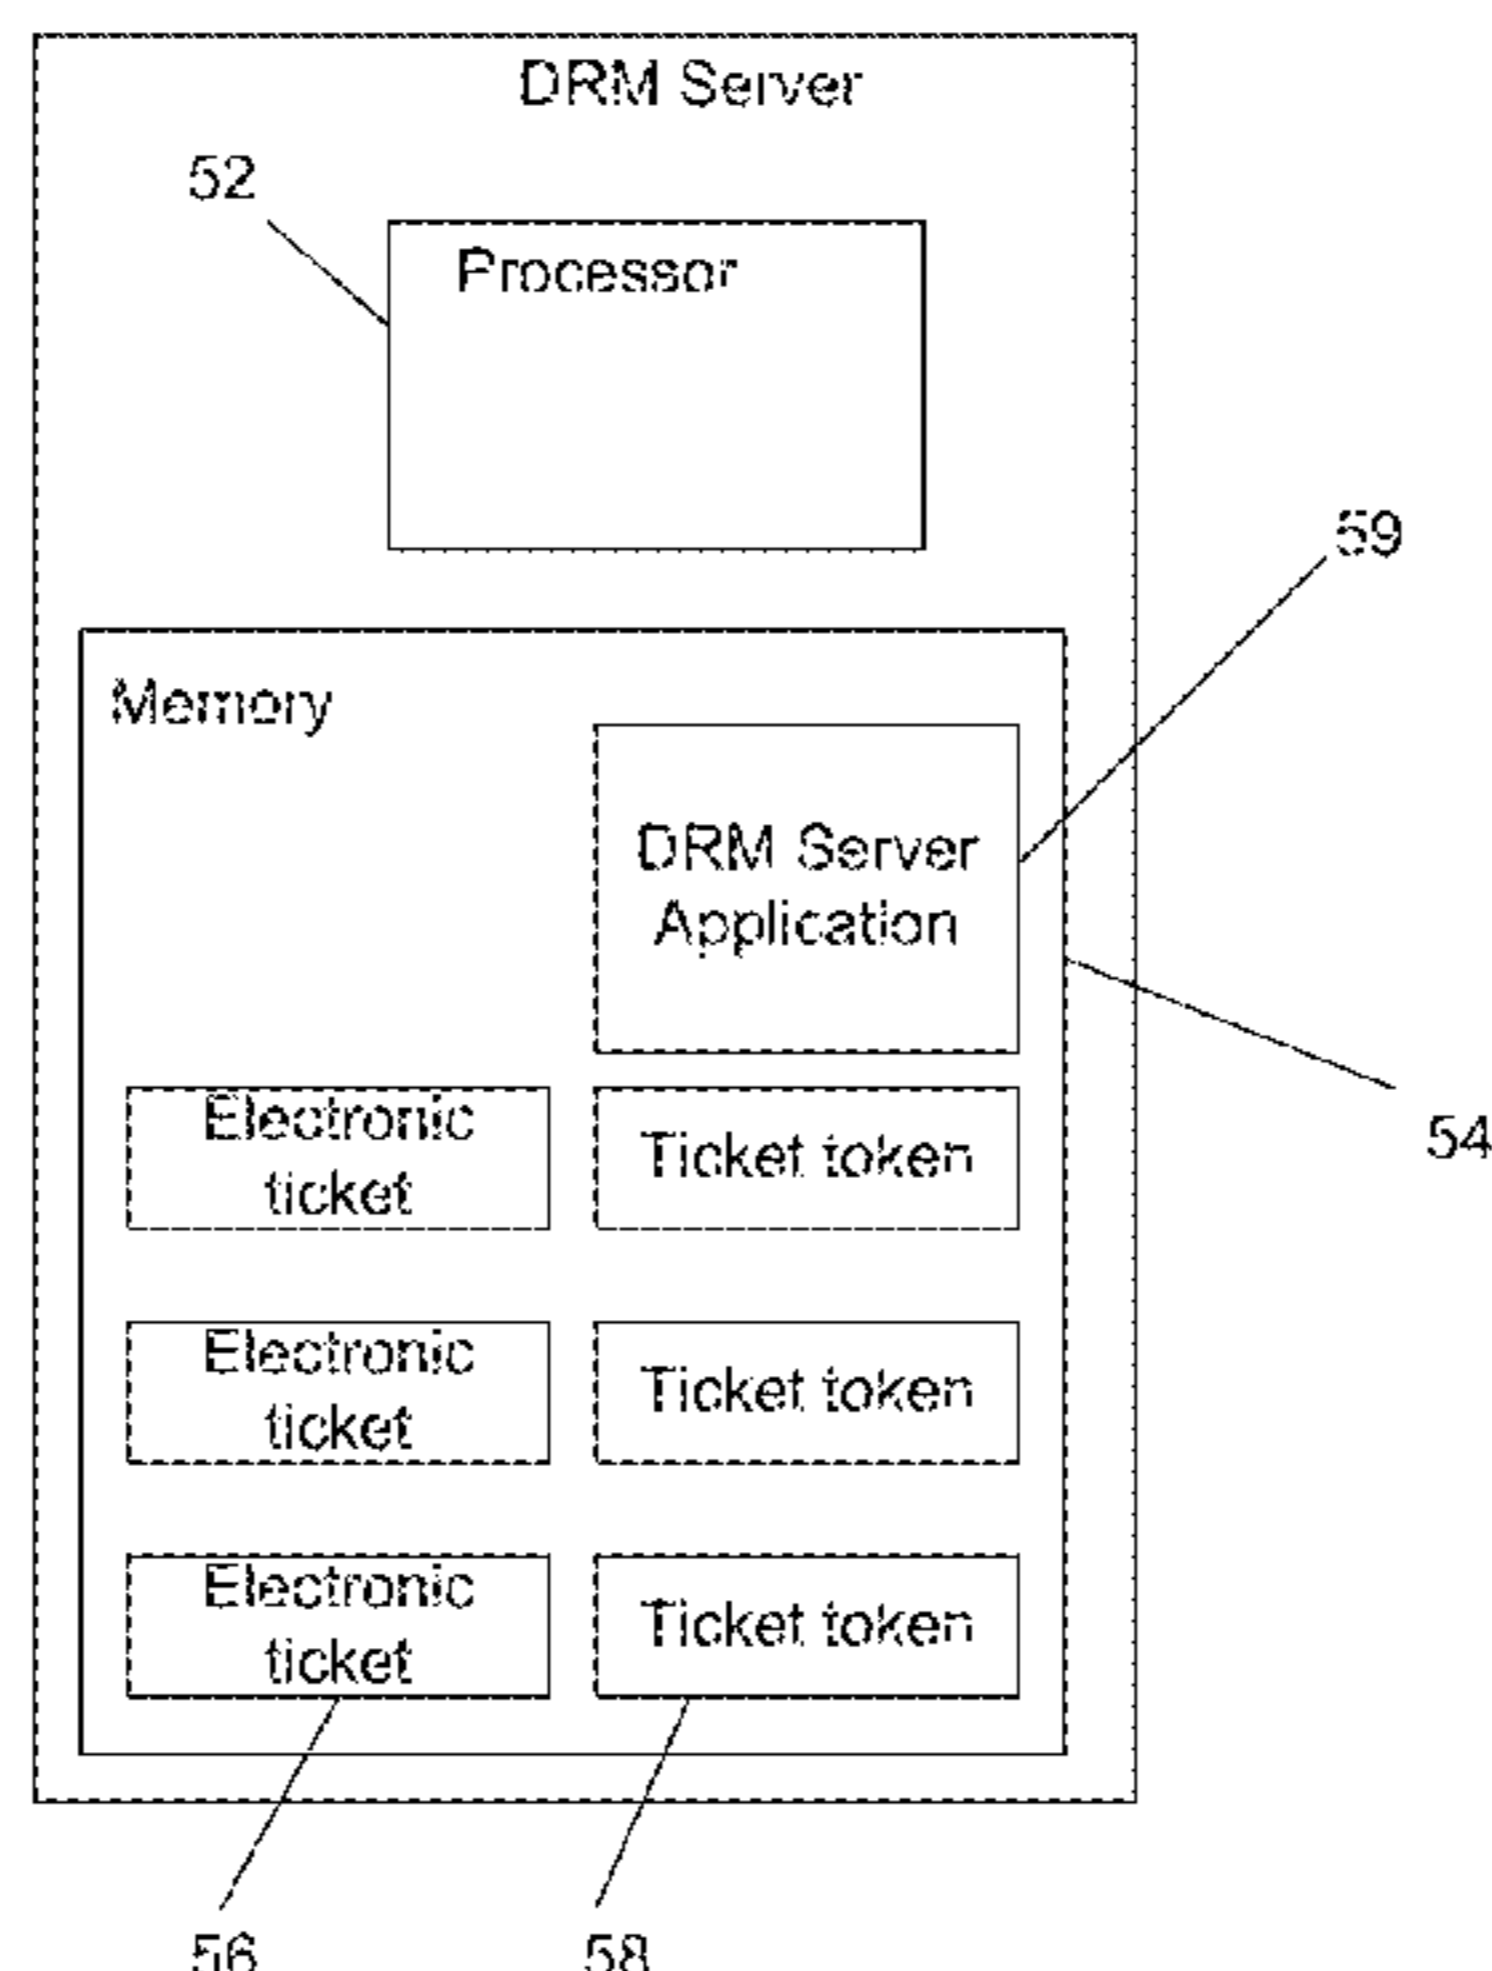 DRM Server
52
Processor
59
Memory
DRM Server
Application
54
Electronic
ticket
Ticket token
Electronic
ticket
Ticket token
Electronic
ticket
Ticket token
56
58